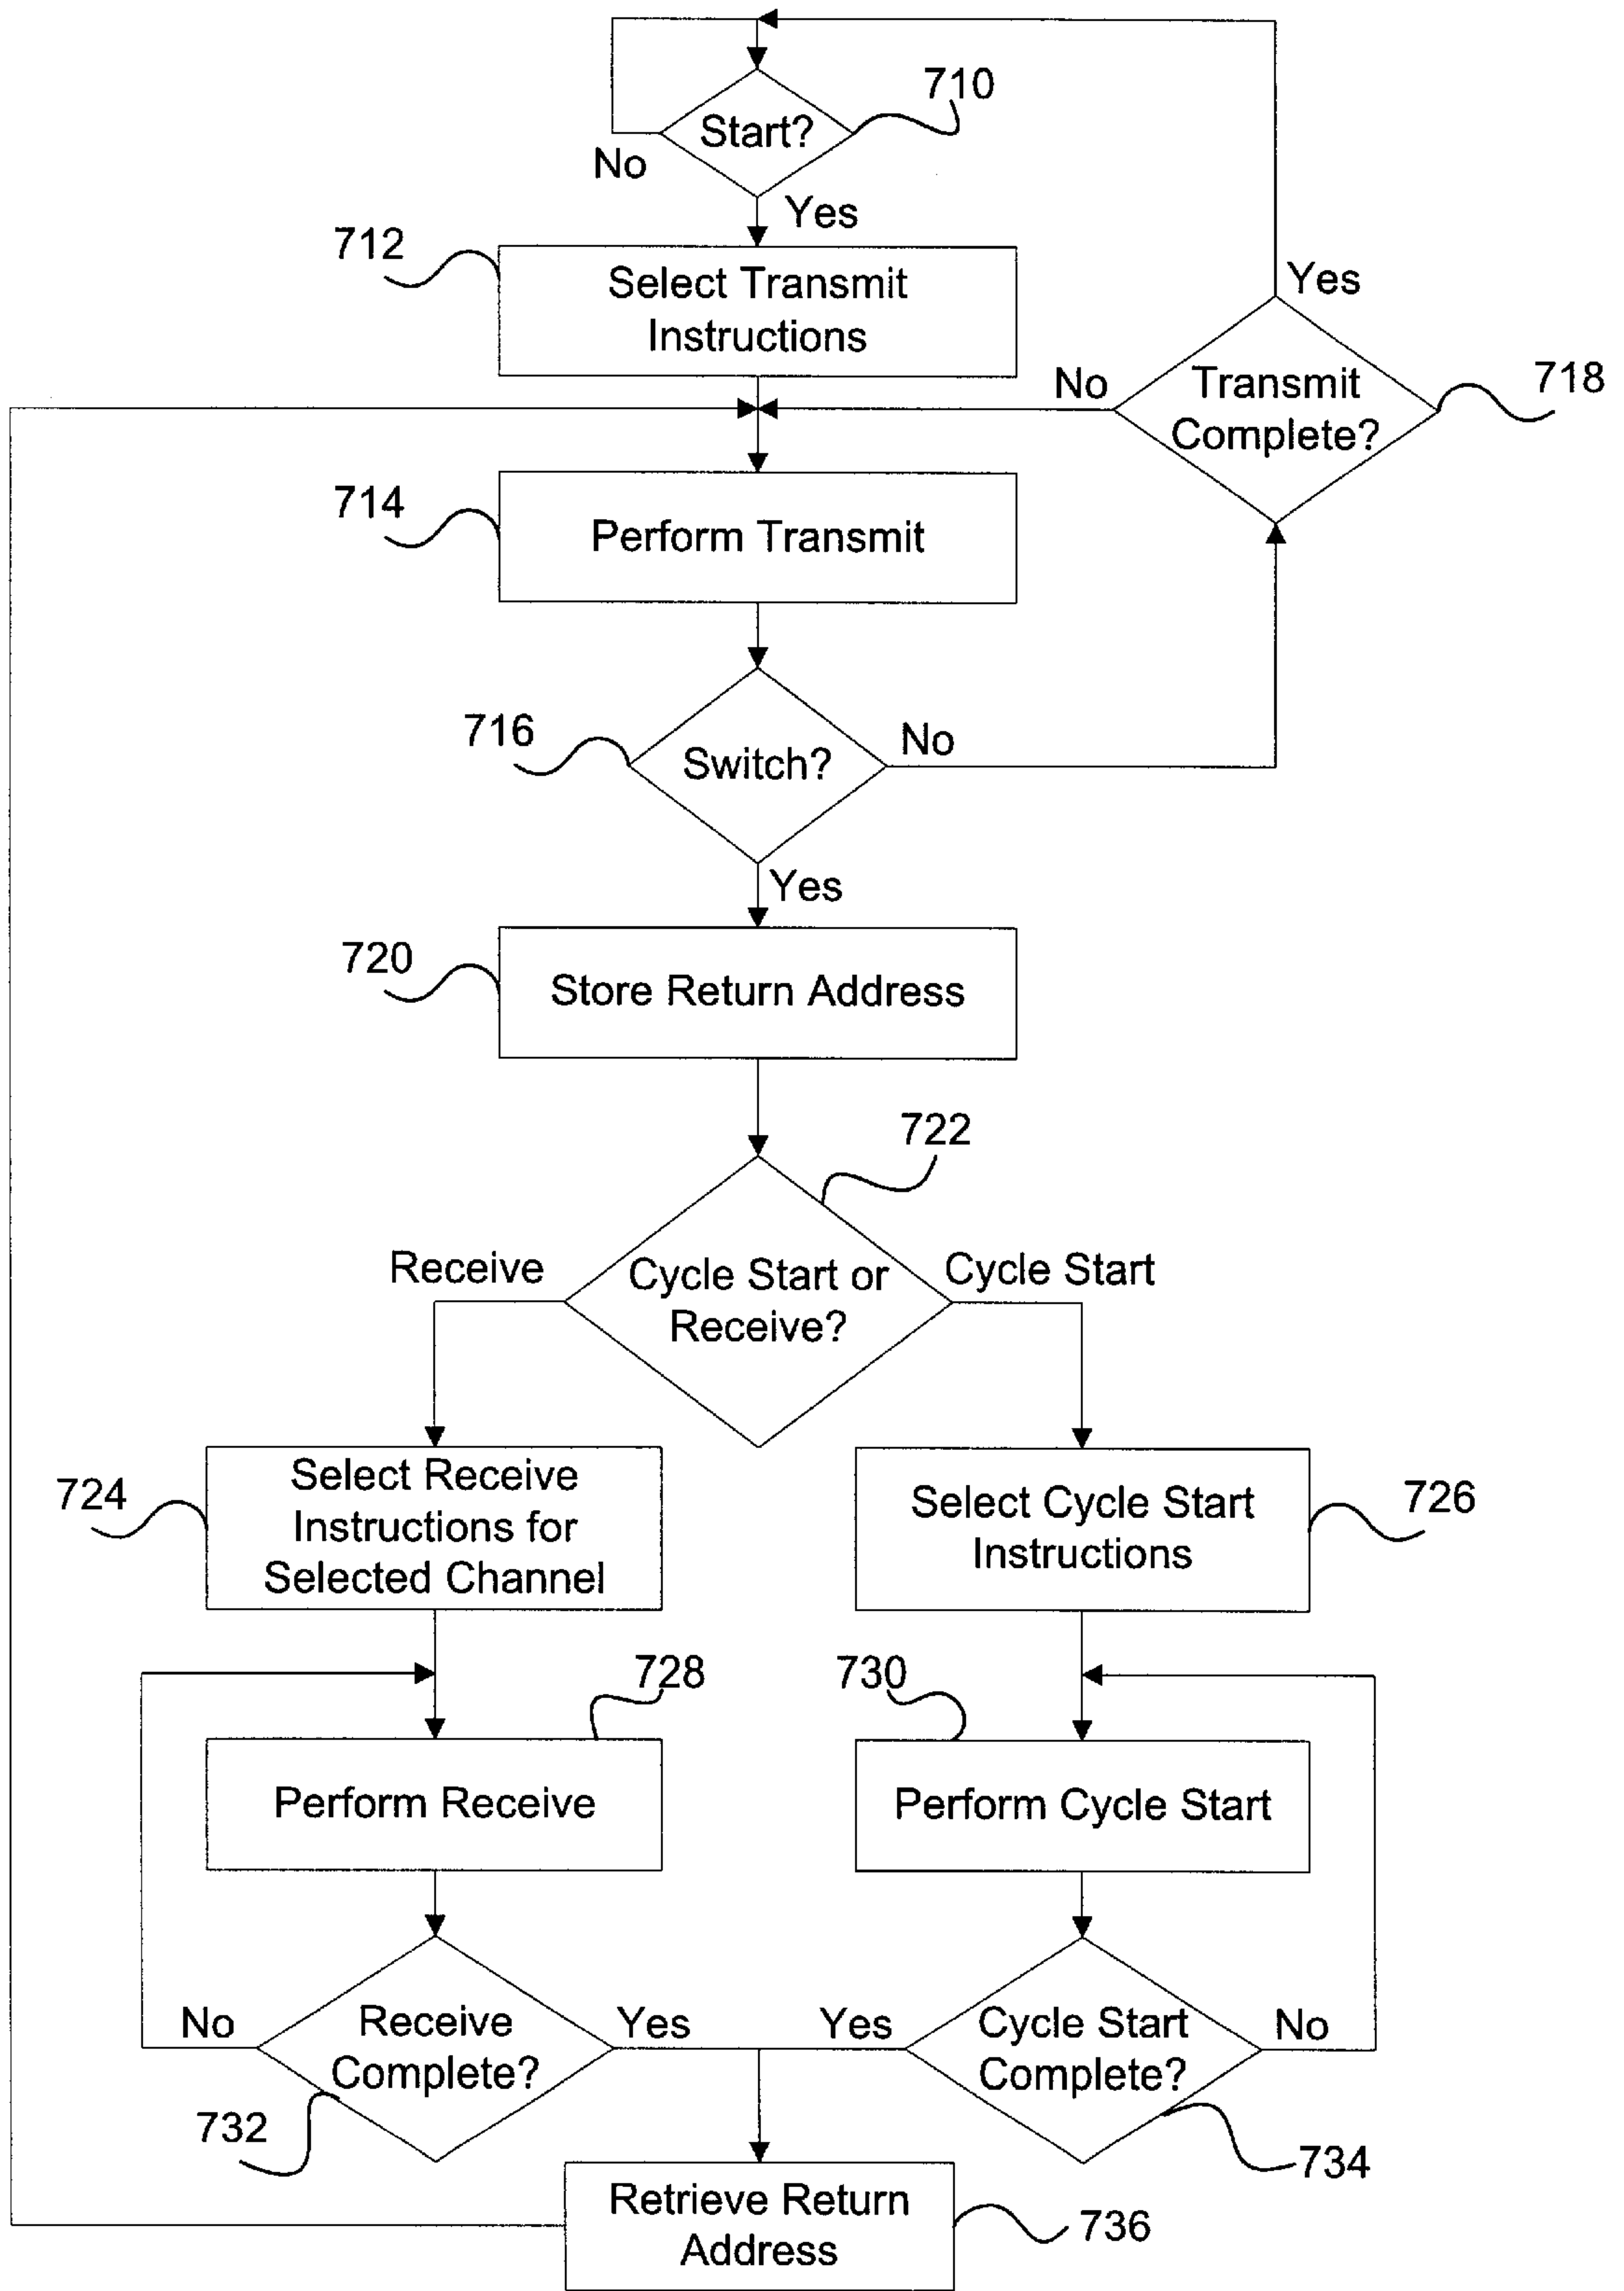 710
Start?
No
Yes
712
Select Transmit
Instructions
Yes
No
Transmit
Complete?
718
714
Perform Transmit
716
Switch?
No
Yes
720
Store Return Address
722
Receive
Cycle Start or
Receive?
Cycle Start
724
Select Receive
Instructions for
Selected Channel
Select Cycle Start
Instructions
726
728
730
Perform Receive
Perform Cycle Start
No
Receive
Complete?
Yes
Yes
Cycle Start
Complete?
No
732
734
Retrieve Return
Address
736